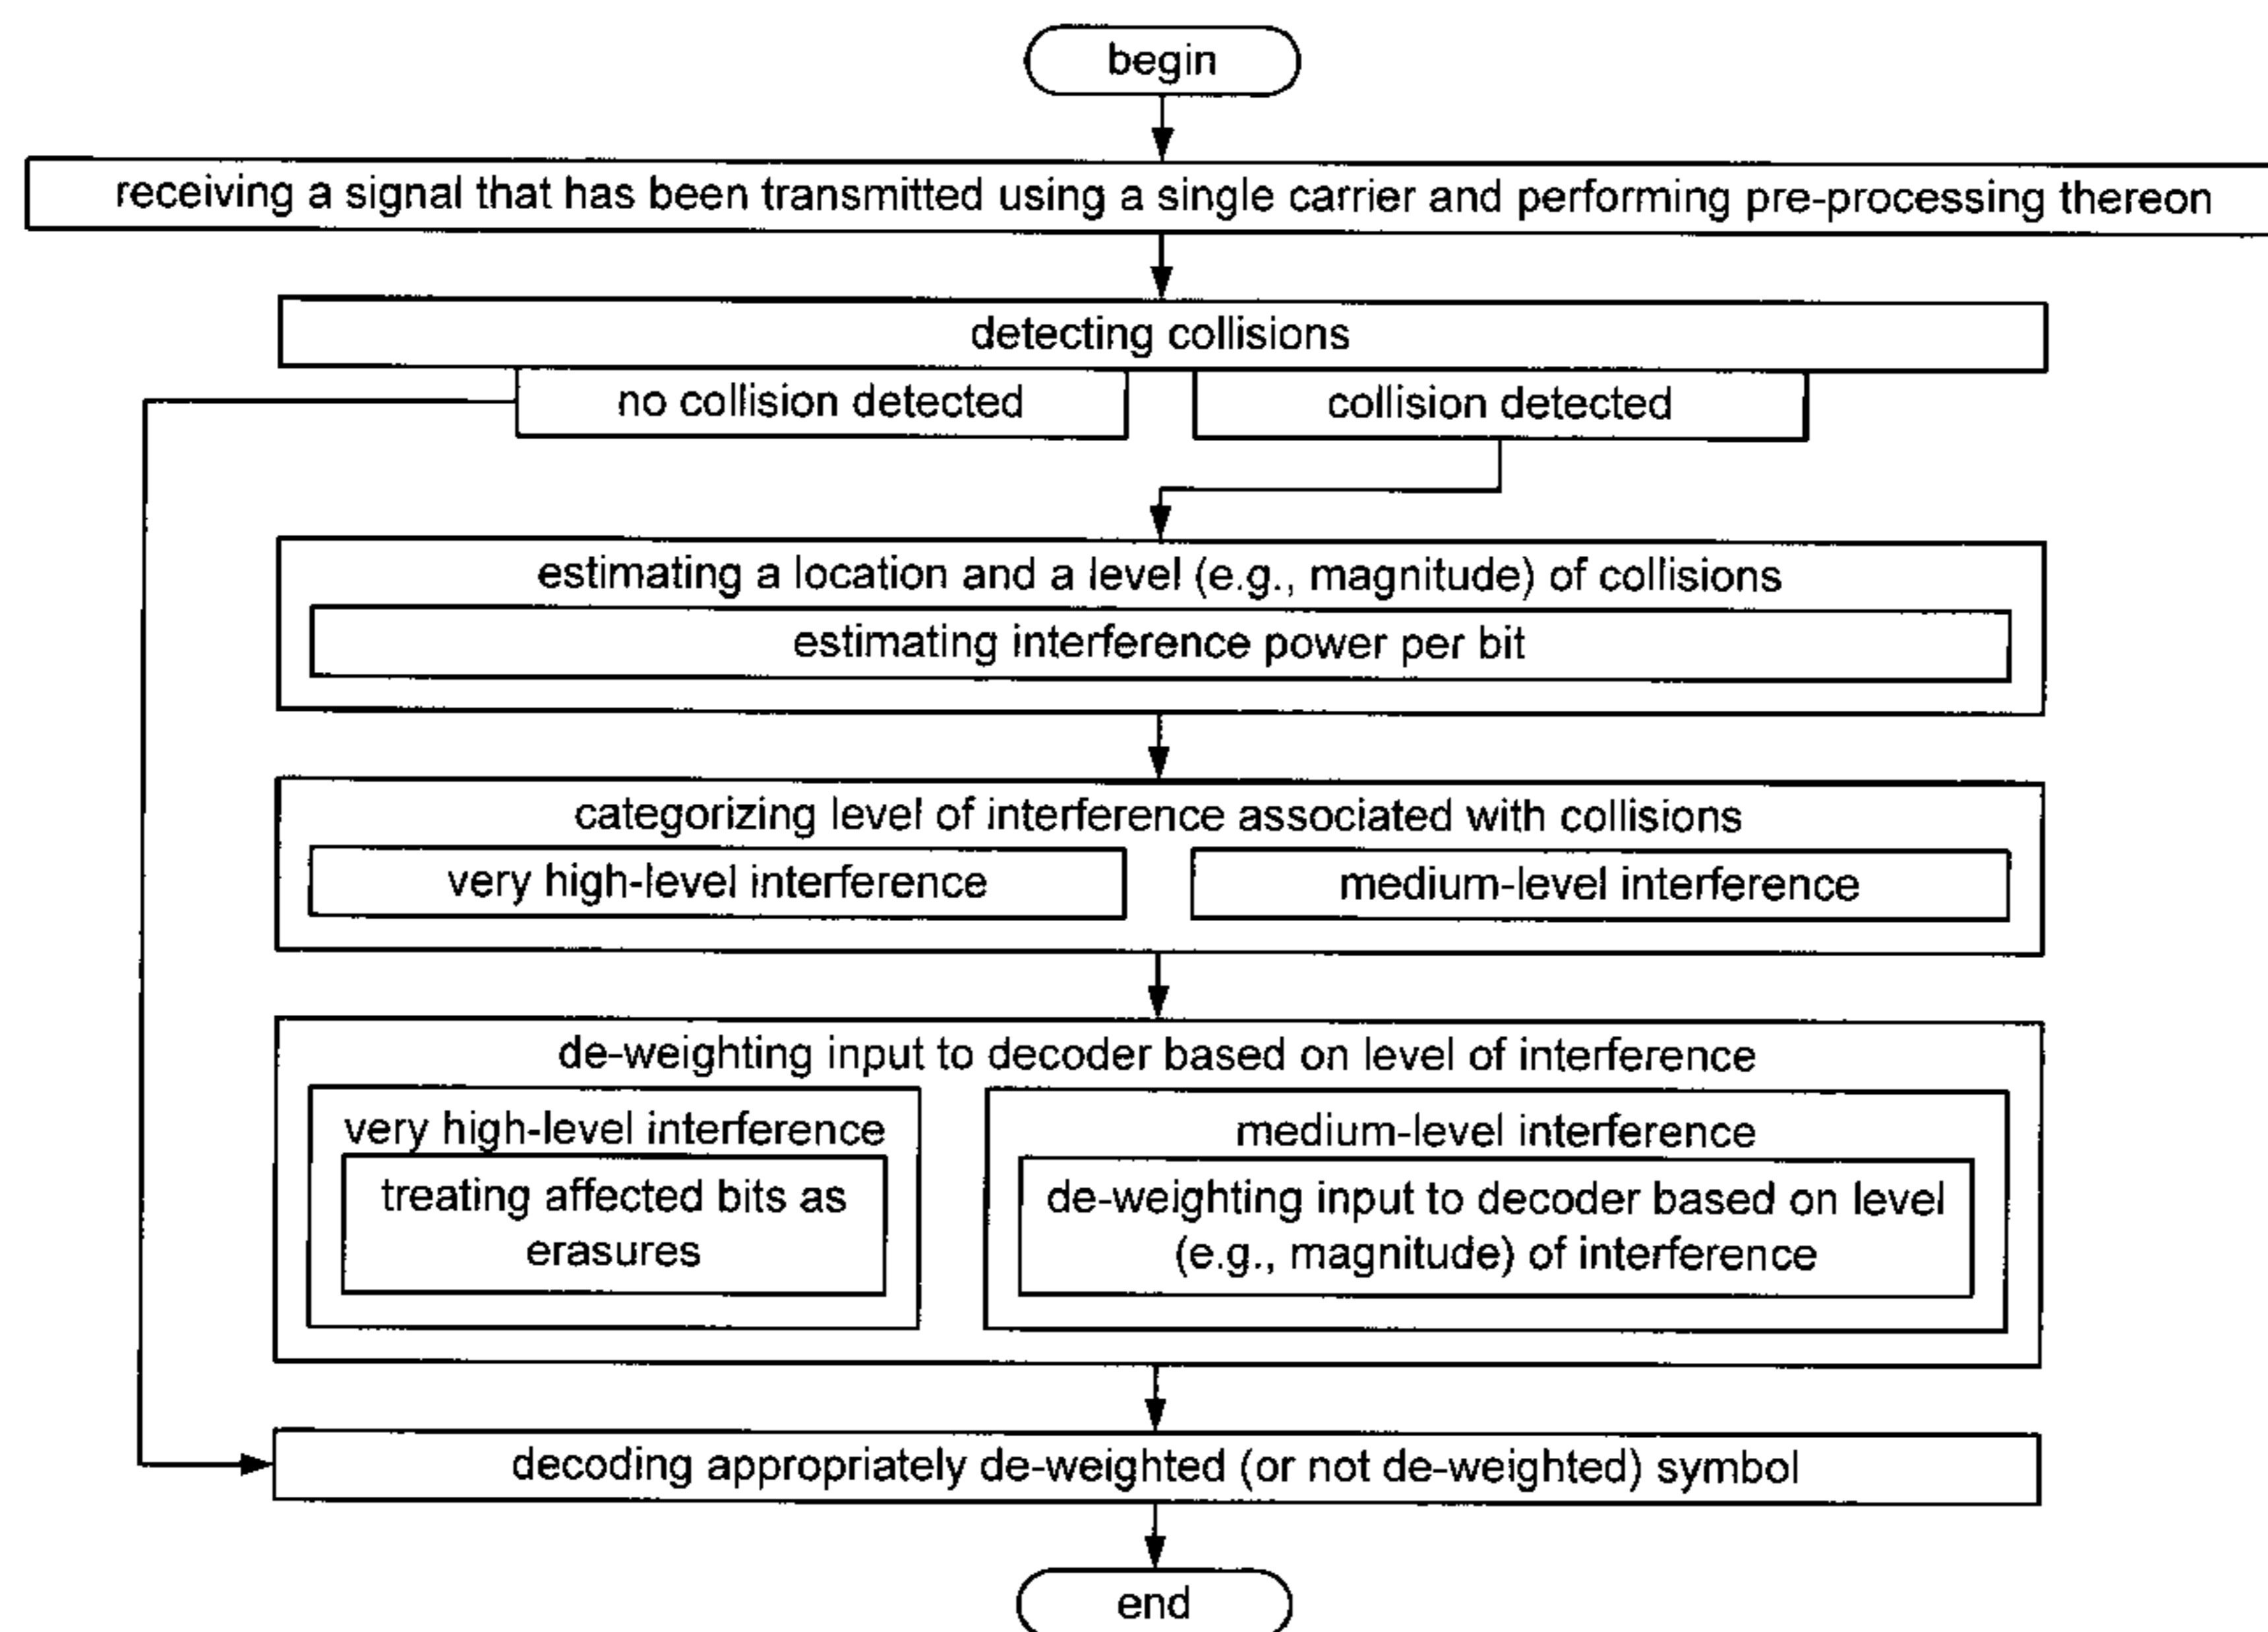 begin
receiving a signal that has been transmitted using a single carrier and performing pre-processing thereon
detecting collisions
no collision detected
collision detected
estimating a location and a level (e.g., magnitude) of collisions
estimating interference power per bit
categorizing level of interference associated with collisions
very high-level interference
medium-level interference
de-weighting input to decoder based on level of interference
very high-level interference
treating affected bits as
erasures
medium-level interference
de-weighting input to decoder based on level
(e.g., magnitude) of interference
decoding appropriately de-weighted (or not de-weighted) symbol
end